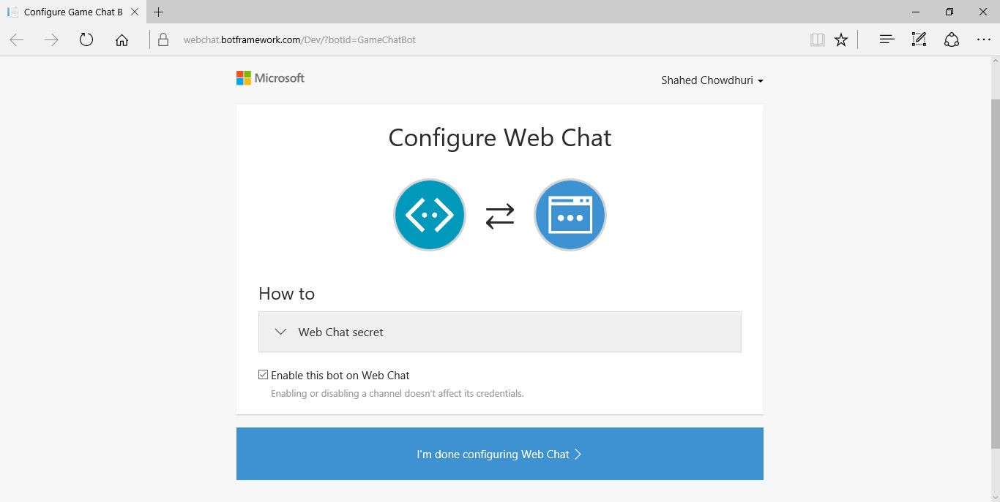 Configure Game Chat B
webchat.botframework.com/Dev/?botId=GameChatBot
Microsoft
Shahed Chowdhuri
Configure Web Chat
How to
Web Chat secret
Enable this bot on Web Chat
Enabling or disabling a channel doesn't affect its credentials.
I'm done configuring Web Chat